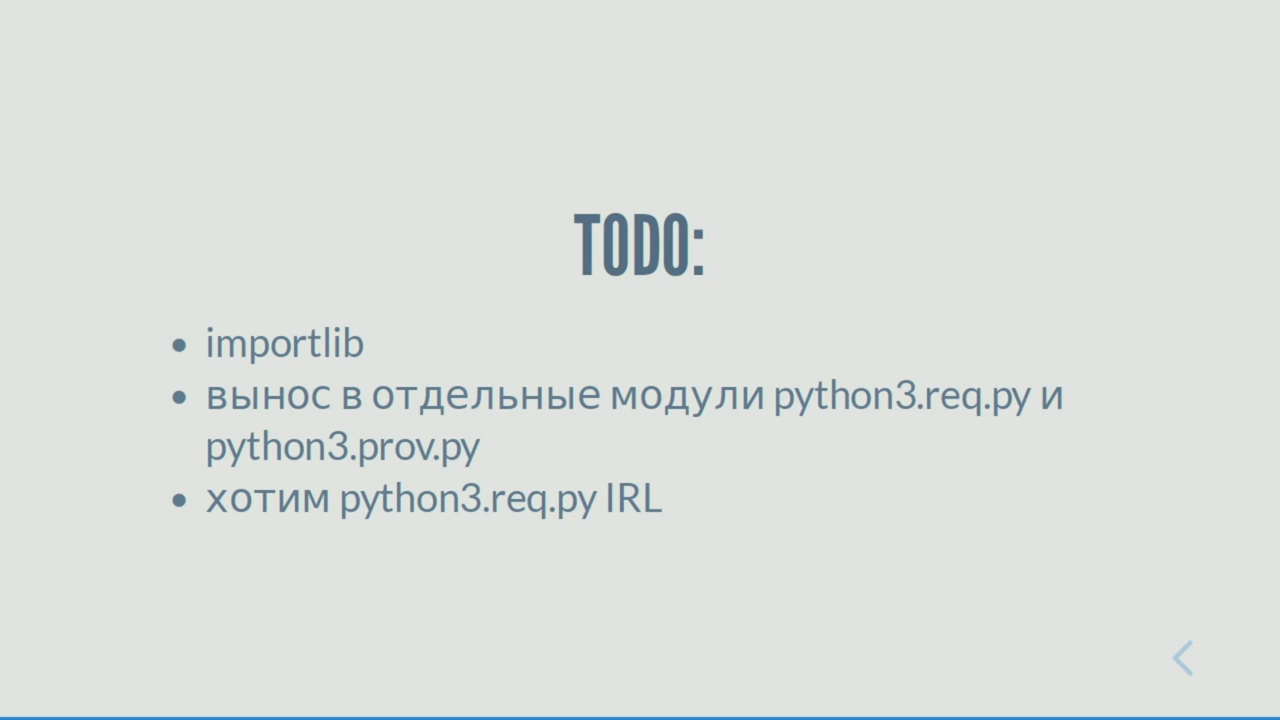 TODO:
importlib
вынос в отдельные модули python3.req.py и
python3.prov.py
хотим python3.req.py IRL